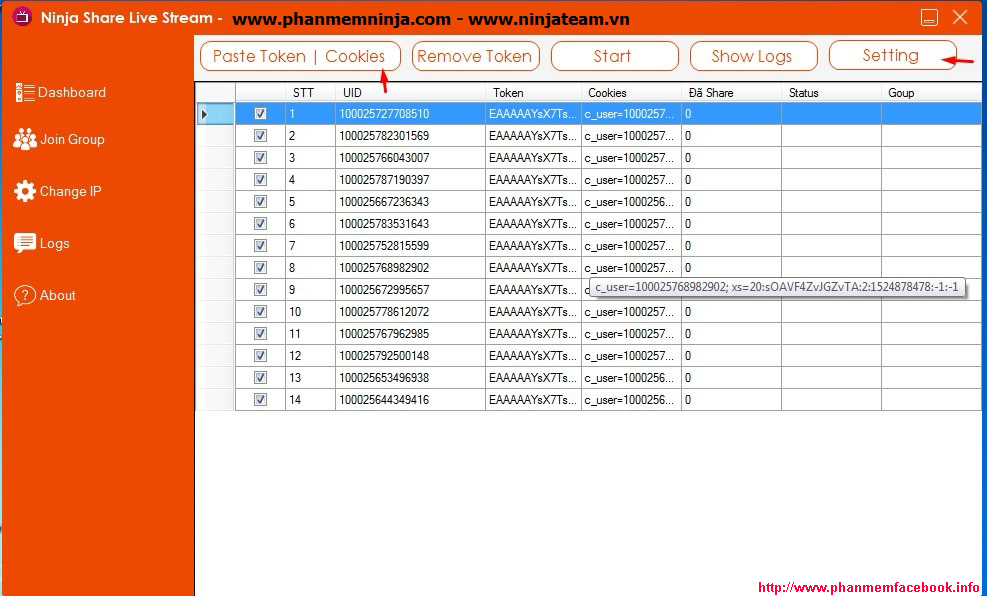 Ninja Share Live Stream - www.phanmemninja.com - www.ninjateam.vn
Paste Token | Cookies Remove Token Start Show Logs Setting
Dashboard
Join Group
Change IP
Logs
About
STT UID Token Cookies Đã Share Status Goup
1 100025727708510 EAAAAAYsX7Ts... c_user=1000257... 0
2 100025782301569 EAAAAAYsX7Ts... c_user=1000257... 0
3 100025766043007 EAAAAAYsX7Ts... c_user=1000257... 0
4 100025787190397 EAAAAAYsX7Ts... c_user=1000257... 0
5 100025667236343 EAAAAAYsX7Ts... c_user=1000256... 0
6 100025783531643 EAAAAAYsX7Ts... c_user=1000257... 0
7 100025752815599 EAAAAAYsX7Ts... c_user=1000257... 0
8 100025768982902 EAAAAAYsX7Ts... c_user=1000257... 0
9 100025672995657 EAAAAAYsX7Ts... c_user=100025768982902; xs=20:sOAVF4ZvJGZvTA:2:1524878478:-1:-1
10 100025778612072 EAAAAAYsX7Ts... c_user=1000257... 0
11 100025767962985 EAAAAAYsX7Ts... c_user=1000257... 0
12 100025792500148 EAAAAAYsX7Ts... c_user=1000257... 0
13 100025653496938 EAAAAAYsX7Ts... c_user=1000256... 0
14 100025644349416 EAAAAAYsX7Ts... c_user=1000256... 0
http://www.phanmemfacebook.info